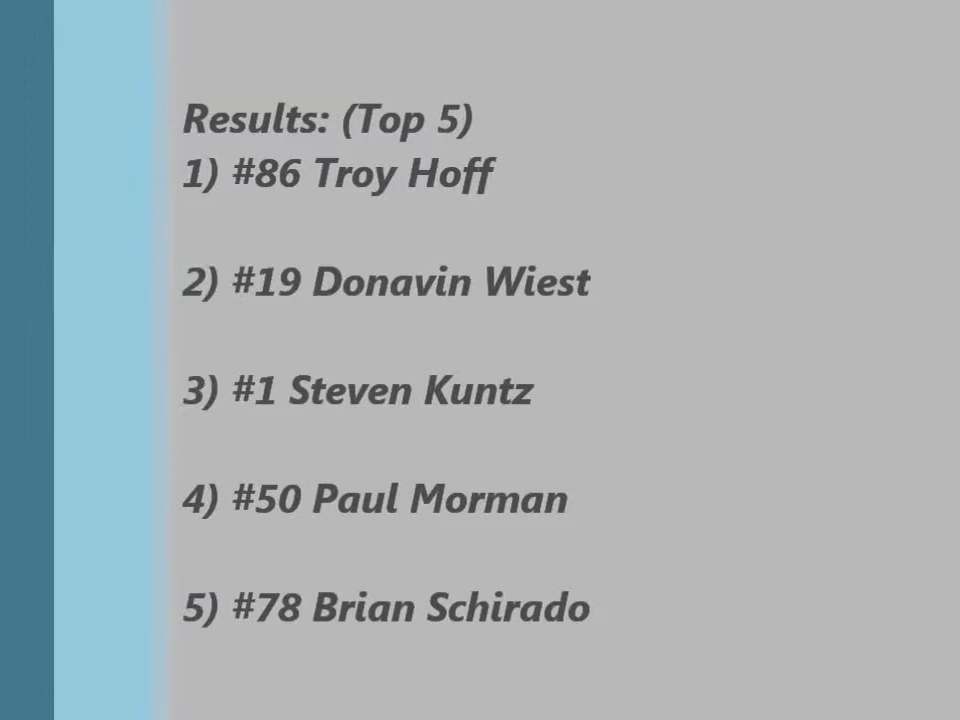 Results: (Top 5)
1) #86 Troy Hoff
2) #19 Donavin Wiest
3) #1 Steven Kuntz
4) #50 Paul Morman
5) #78 Brian Schirado